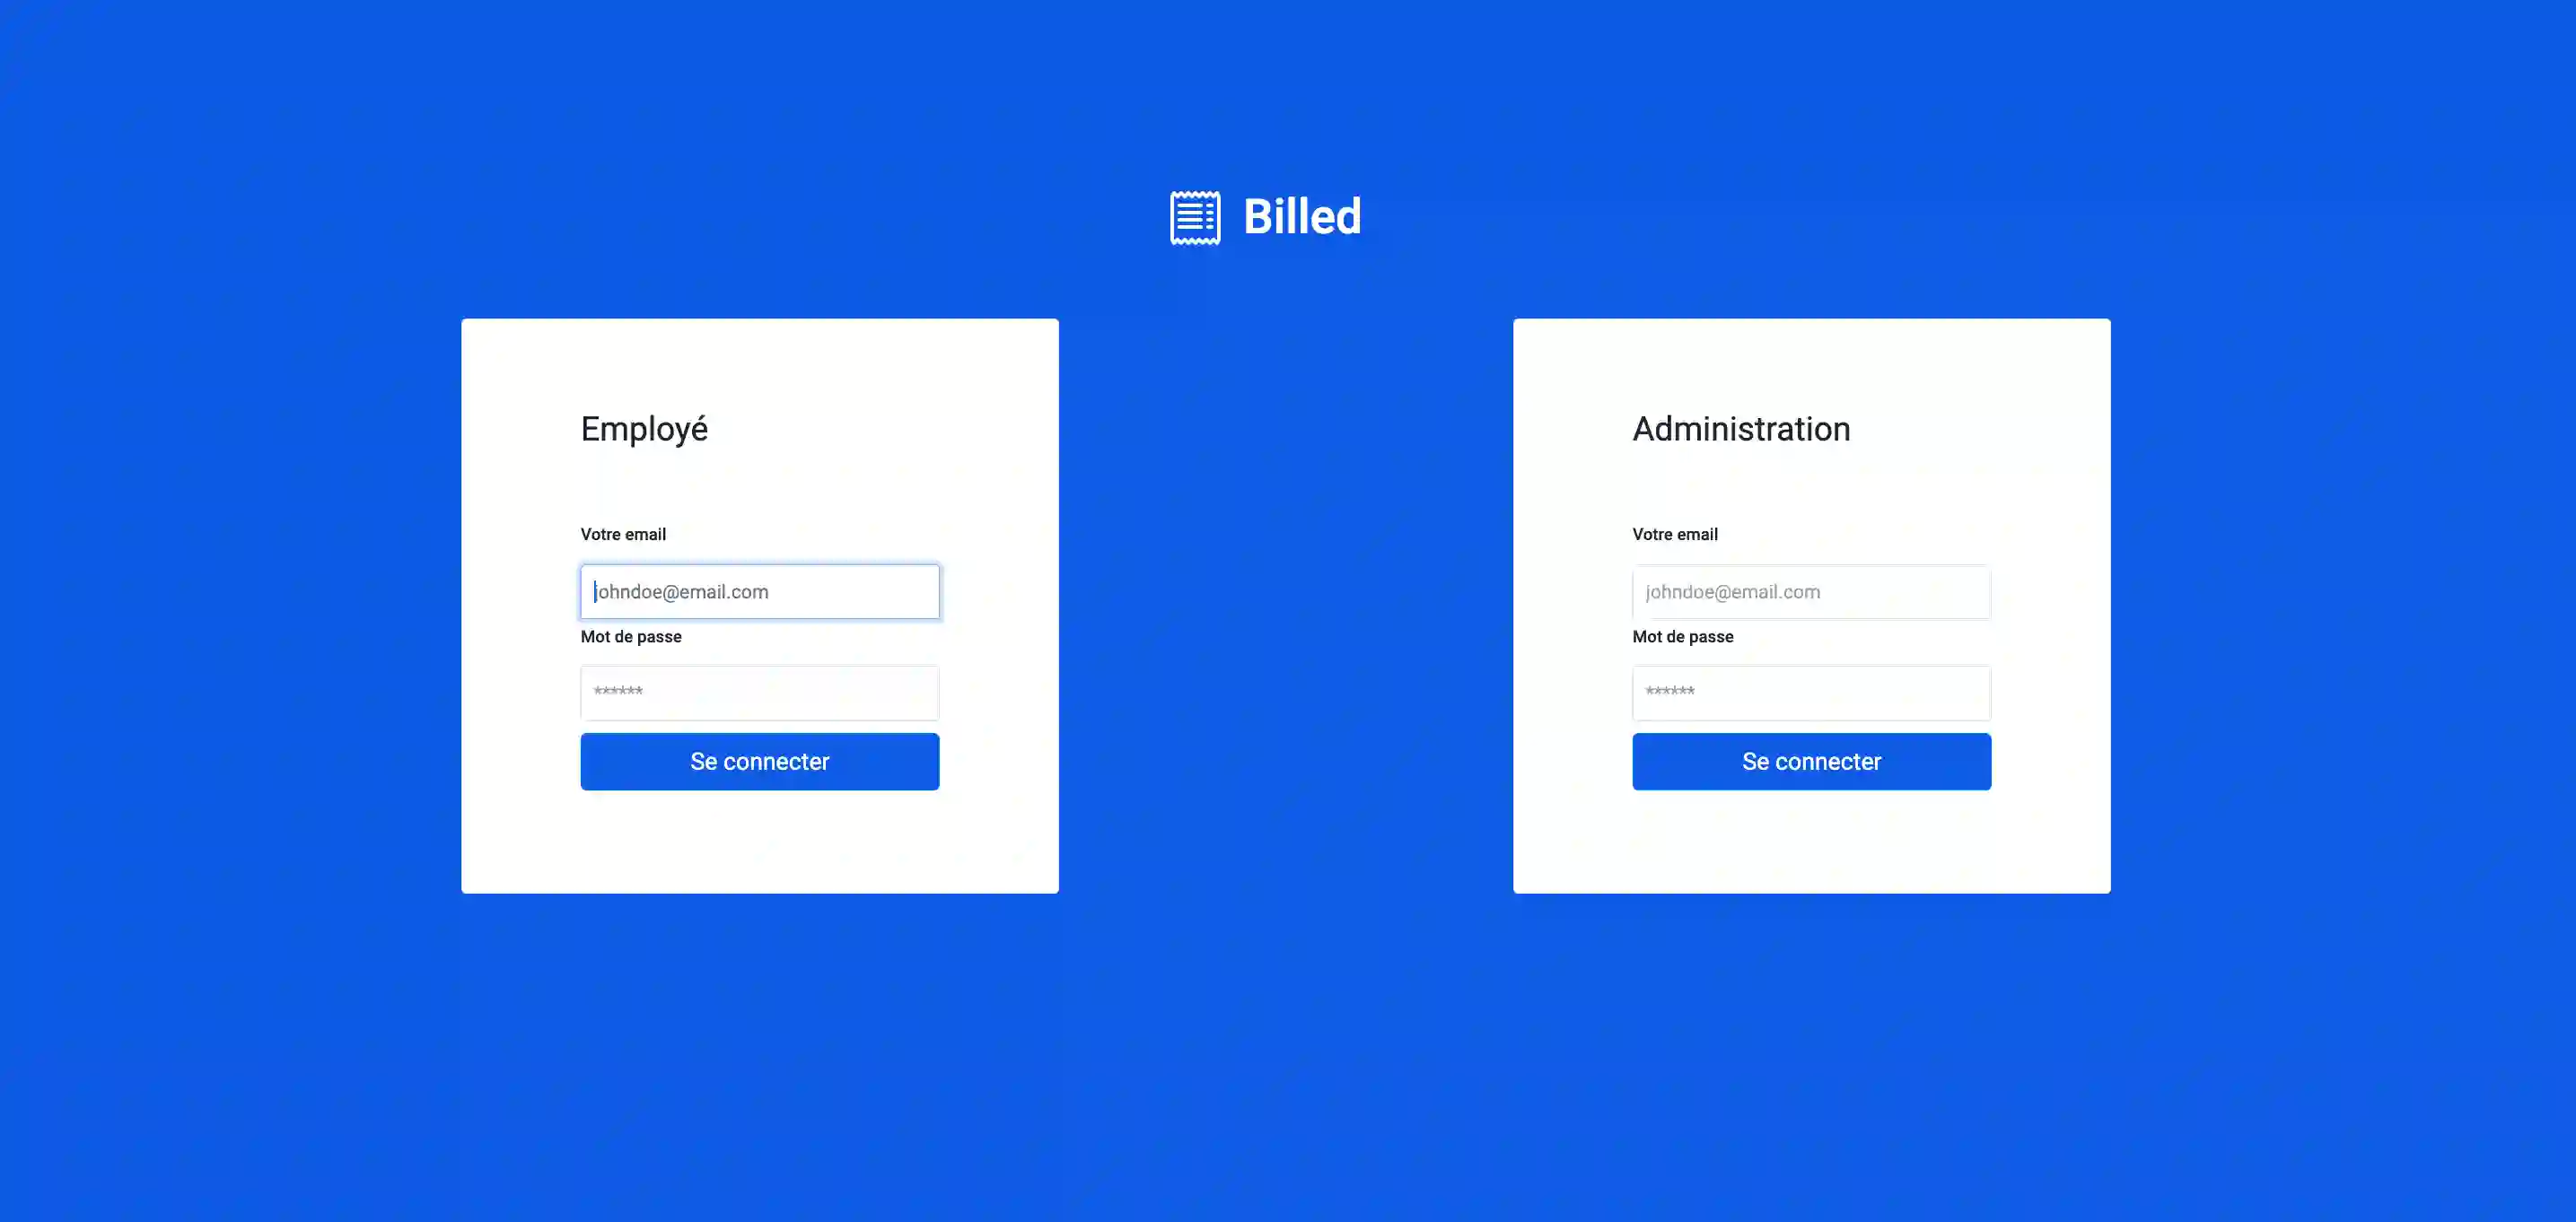 Billed
Employé
Votre email
johndoe@email.com
Mot de passe
******
Se connecter
Administration
Votre email
johndoe@email.com
Mot de passe
******
Se connecter